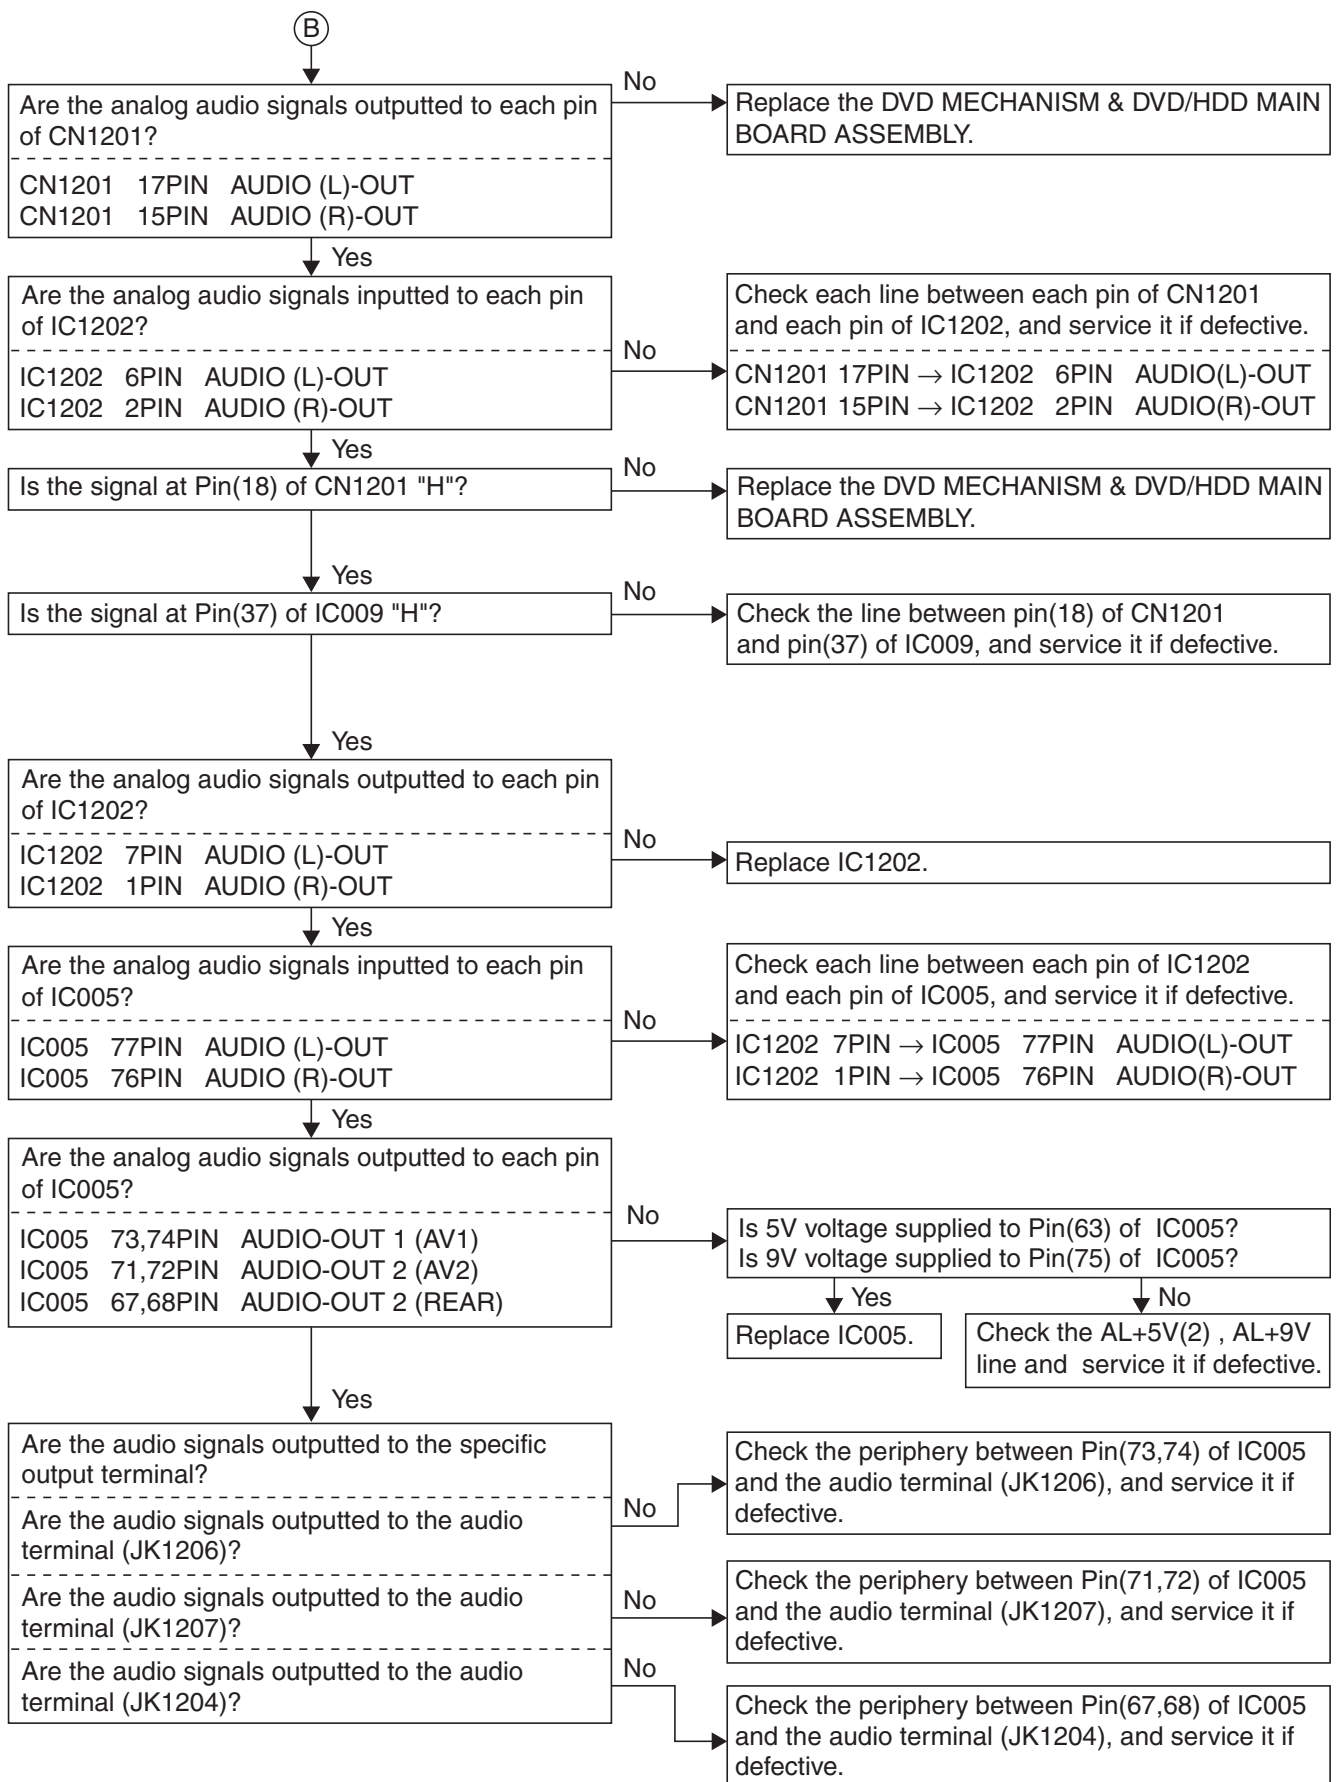 B
Are the analog audio signals outputted to each pin
of CN1201?
CN1201 17PIN AUDIO (L)-OUT
CN1201 15PIN AUDIO (R)-OUT
No
Replace the DVD MECHANISM & DVD/HDD MAIN
BOARD ASSEMBLY.
Yes
Are the analog audio signals inputted to each pin
of IC1202?
IC1202 6PIN AUDIO (L)-OUT
IC1202 2PIN AUDIO (R)-OUT
No
Check each line between each pin of CN1201
and each pin of IC1202, and service it if defective.
CN1201 17PIN → IC1202 6PIN AUDIO(L)-OUT
CN1201 15PIN → IC1202 2PIN AUDIO(R)-OUT
Yes
Is the signal at Pin(18) of CN1201 "H"?
No
Replace the DVD MECHANISM & DVD/HDD MAIN
BOARD ASSEMBLY.
Yes
Is the signal at Pin(37) of IC009 "H"?
No
Check the line between pin(18) of CN1201
and pin(37) of IC009, and service it if defective.
Yes
Are the analog audio signals outputted to each pin
of IC1202?
IC1202 7PIN AUDIO (L)-OUT
IC1202 1PIN AUDIO (R)-OUT
No
Replace IC1202.
Yes
Are the analog audio signals inputted to each pin
of IC005?
IC005 77PIN AUDIO (L)-OUT
IC005 76PIN AUDIO (R)-OUT
No
Check each line between each pin of IC1202
and each pin of IC005, and service it if defective.
IC1202 7PIN → IC005 77PIN AUDIO(L)-OUT
IC1202 1PIN → IC005 76PIN AUDIO(R)-OUT
Yes
Are the analog audio signals outputted to each pin
of IC005?
IC005 73,74PIN AUDIO-OUT 1 (AV1)
IC005 71,72PIN AUDIO-OUT 2 (AV2)
IC005 67,68PIN AUDIO-OUT 2 (REAR)
No
Is 5V voltage supplied to Pin(63) of IC005?
Is 9V voltage supplied to Pin(75) of IC005?
Yes
Replace IC005.
No
Check the AL+5V(2) , AL+9V
line and service it if defective.
Yes
Are the audio signals outputted to the specific
output terminal?
Are the audio signals outputted to the audio
terminal (JK1206)?
No
Check the periphery between Pin(73,74) of IC005
and the audio terminal (JK1206), and service it if
defective.
Are the audio signals outputted to the audio
terminal (JK1207)?
No
Check the periphery between Pin(71,72) of IC005
and the audio terminal (JK1207), and service it if
defective.
Are the audio signals outputted to the audio
terminal (JK1204)?
No
Check the periphery between Pin(67,68) of IC005
and the audio terminal (JK1204), and service it if
defective.